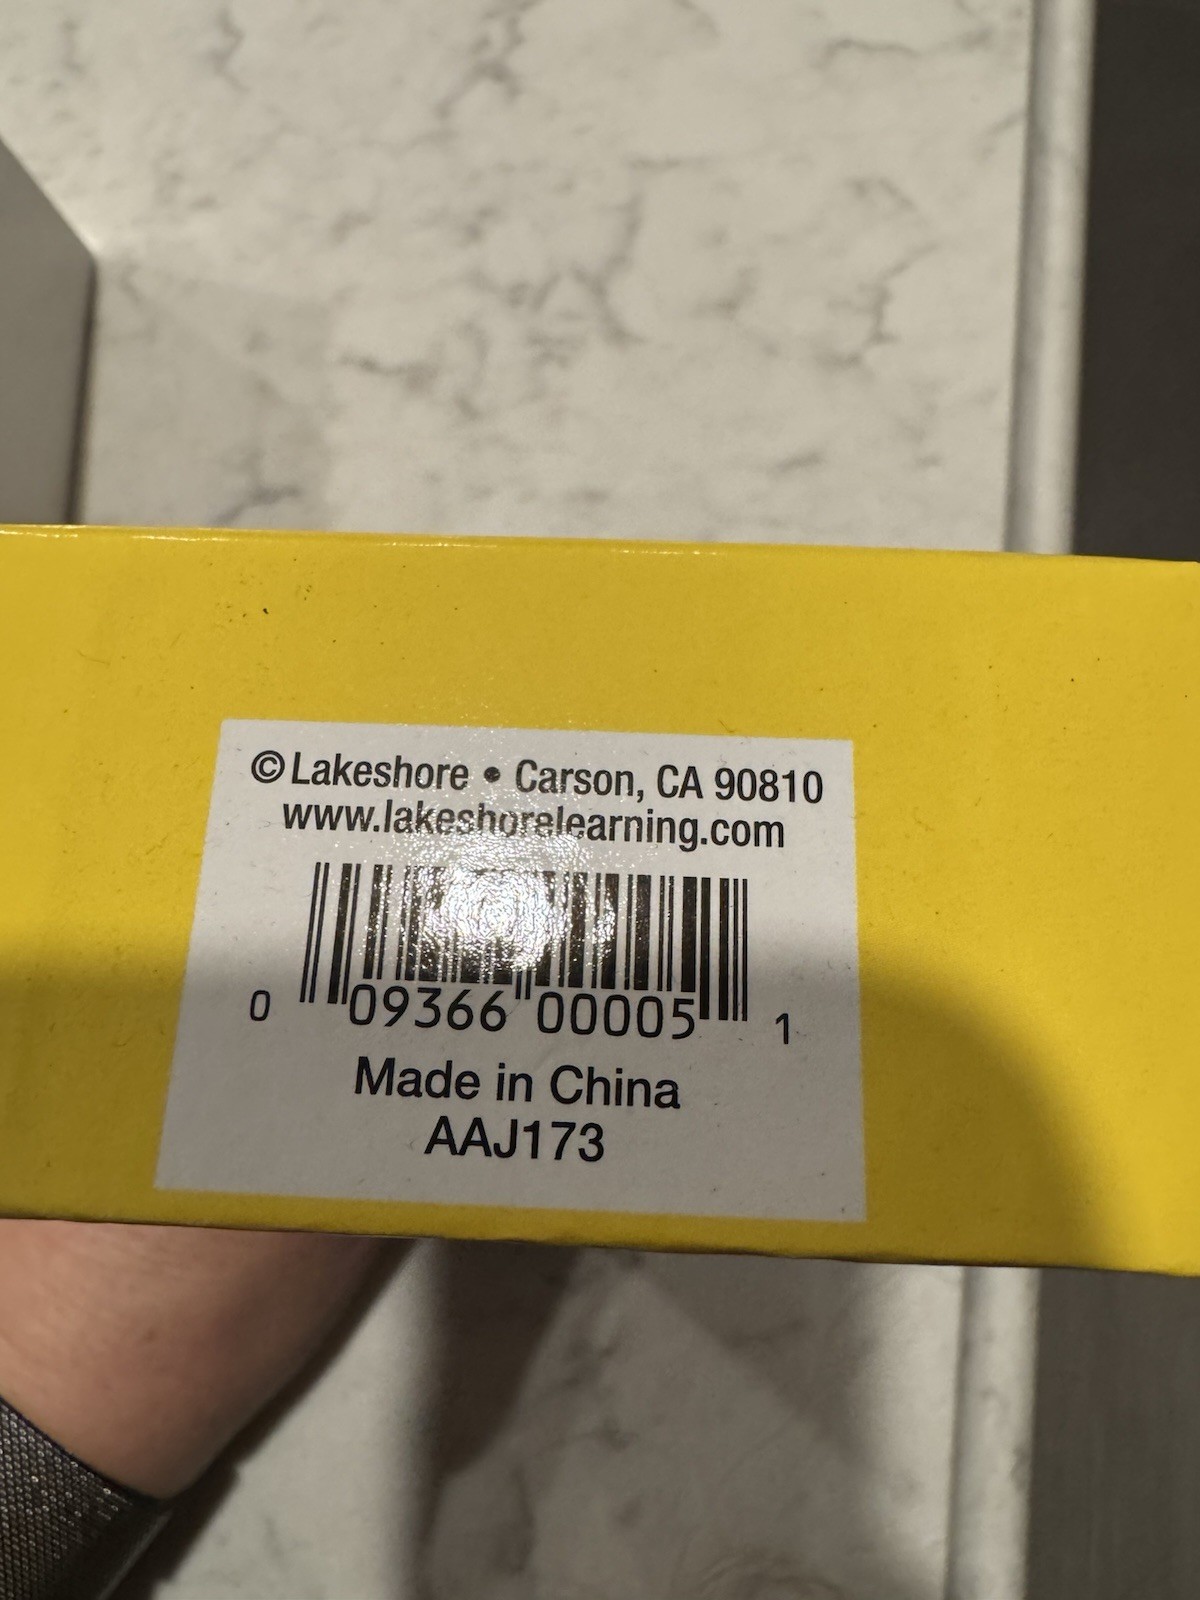 © Lakeshore • Carson, CA 90810
www.lakeshorelearning.com
0 09366 00005 1
Made in China
AAJ173